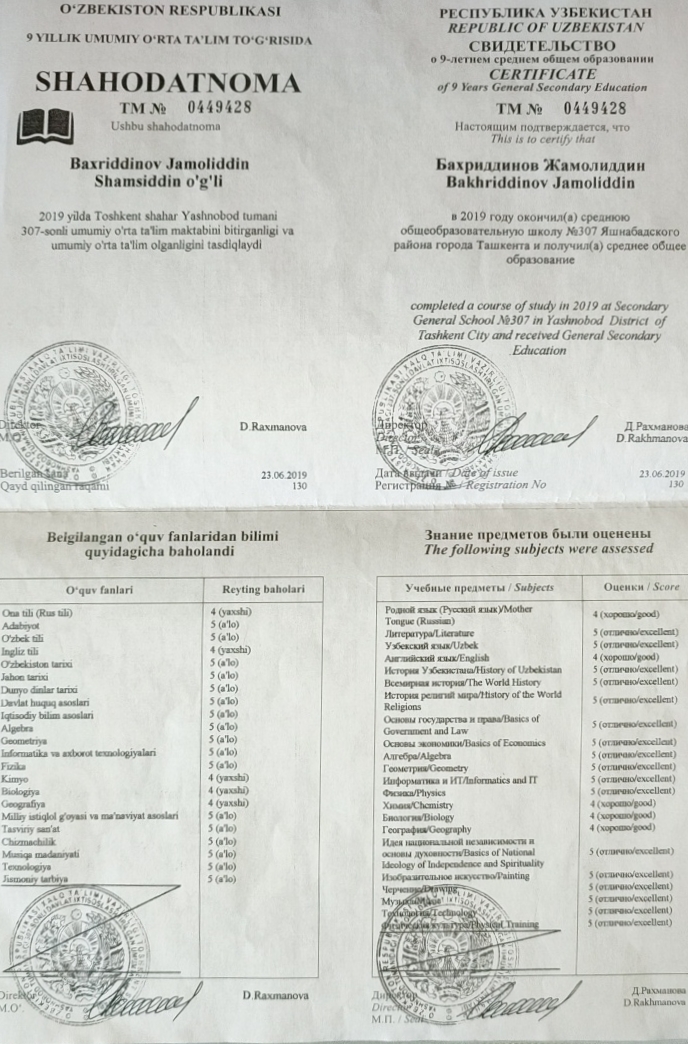 O‘ZBEKISTON RESPUBLIKASI
9 YILLIK UMUMIY O‘RTA TA'LIM TO‘G‘RISIDA
SHAHODATNOMA
TM № 0449428
Ushbu shahodatnoma
Baxriddinov Jamoliddin
Shamsiddin o'g'li
2019 yilda Toshkent shahar Yashnobod tumani
307-sonli umumiy o'rta ta'lim maktabini bitirganligi va
umumiy o'rta ta'lim olganligini tasdiqlaydi
Direktor
M.O'.
D.Raxmanova
Berilgan sana 23.06.2019
Qayd qilingan raqami 130
РЕСПУБЛИКА УЗБЕКИСТАН
REPUBLIC OF UZBEKISTAN
СВИДЕТЕЛЬСТВО
о 9-летнем среднем общем образовании
CERTIFICATE
of 9 Years General Secondary Education
TM № 0449428
Настоящим подтверждается, что
This is to certify that
Бахриддинов Жамолиддин
Bakhriddinov Jamoliddin
в 2019 году окончил(а) среднюю
общеобразовательную школу №307 Яшнабадского
района города Ташкента и получил(а) среднее общее
образование
completed a course of study in 2019 at Secondary
General School №307 in Yashnobod District of
Tashkent City and received General Secondary
Education
Директор Д.Рахманова
Director D.Rakhmanova
М.П. / Seal
Дата выдачи / Date of issue 23.06.2019
Регистрация № / Registration No 130
Belgilangan o‘quv fanlaridan bilimi
quyidagicha baholandi
O‘quv fanlari Reyting baholari
Ona tili (Rus tili) 4 (yaxshi)
Adabiyot 5 (a'lo)
O'zbek tili 5 (a'lo)
Ingliz tili 4 (yaxshi)
O'zbekiston tarixi 5 (a'lo)
Jahon tarixi 5 (a'lo)
Dunyo dinlar tarixi 5 (a'lo)
Davlat huquq asoslari 5 (a'lo)
Iqtisodiy bilim asoslari 5 (a'lo)
Algebra 5 (a'lo)
Geometriya 5 (a'lo)
Informatika va axborot texnologiyalari 5 (a'lo)
Fizika 5 (a'lo)
Kimyo 4 (yaxshi)
Biologiya 4 (yaxshi)
Geografiya 4 (yaxshi)
Milliy istiqlol g'oyasi va ma'naviyat asoslari 5 (a'lo)
Tasviriy san'at 5 (a'lo)
Chizmachilik 5 (a'lo)
Musiqa madaniyati 5 (a'lo)
Texnologiya 5 (a'lo)
Jismoniy tarbiya 5 (a'lo)
Direktor D.Raxmanova
M.O'.
Знание предметов были оценены
The following subjects were assessed
Учебные предметы / Subjects Оценки / Score
Родной язык (Русский язык)/Mother
Tongue (Russian) 4 (хорошо/good)
Литература/Literature 5 (отлично/excellent)
Узбекский язык/Uzbek 5 (отлично/excellent)
Английский язык/English 4 (хорошо/good)
История Узбекистана/History of Uzbekistan 5 (отлично/excellent)
Всемирная история/The World History 5 (отлично/excellent)
История религий мира/History of the World
Religions 5 (отлично/excellent)
Основы государства и права/Basics of
Government and Law 5 (отлично/excellent)
Основы экономики/Basics of Economics 5 (отлично/excellent)
Алгебра/Algebra 5 (отлично/excellent)
Геометрия/Geometry 5 (отлично/excellent)
Информатика и ИТ/Informatics and IT 5 (отлично/excellent)
Физика/Physics 5 (отлично/excellent)
Химия/Chemistry 4 (хорошо/good)
Биология/Biology 4 (хорошо/good)
География/Geography 4 (хорошо/good)
Идея национальной независимости и
основы духовности/Basics of National
Ideology of Independence and Spirituality 5 (отлично/excellent)
Изобразительное искусство/Painting 5 (отлично/excellent)
Черчение/Drawing 5 (отлично/excellent)
Музыка/Music 5 (отлично/excellent)
Технология/Technology 5 (отлично/excellent)
Физическая культура/Physical Training 5 (отлично/excellent)
Директор Д.Рахманова
Director D.Rakhmanova
М.П. / Seal